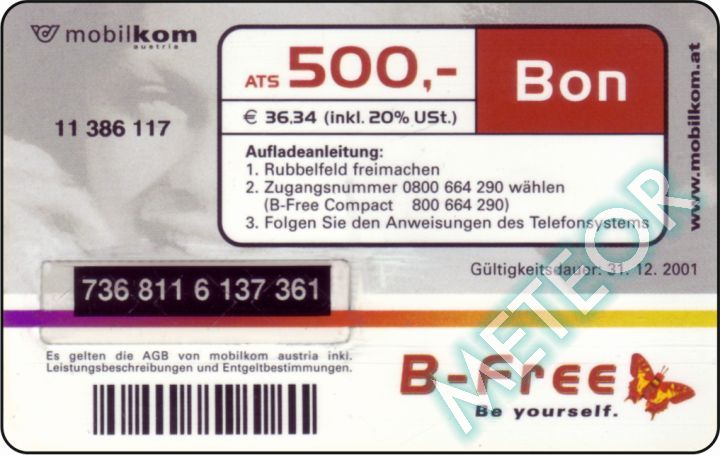 mobilkom
austria
ATS 500,-
Bon
€ 36.34 (inkl. 20% USt.)
11 386 117
Aufladeanleitung:
1. Rubbelfeld freimachen
2. Zugangsnummer 0800 664 290 wählen
(B-Free Compact 800 664 290)
3. Folgen Sie den Anweisungen des Telefonsystems
www.mobilkom.at
Gültigkeitsdauer: 31. 12. 2001
736 811 6 137 361
Es gelten die AGB von mobilkom austria inkl.
Leistungsbeschreibungen und Entgeltbestimmungen.
B-Free
Be yourself.
METEOR